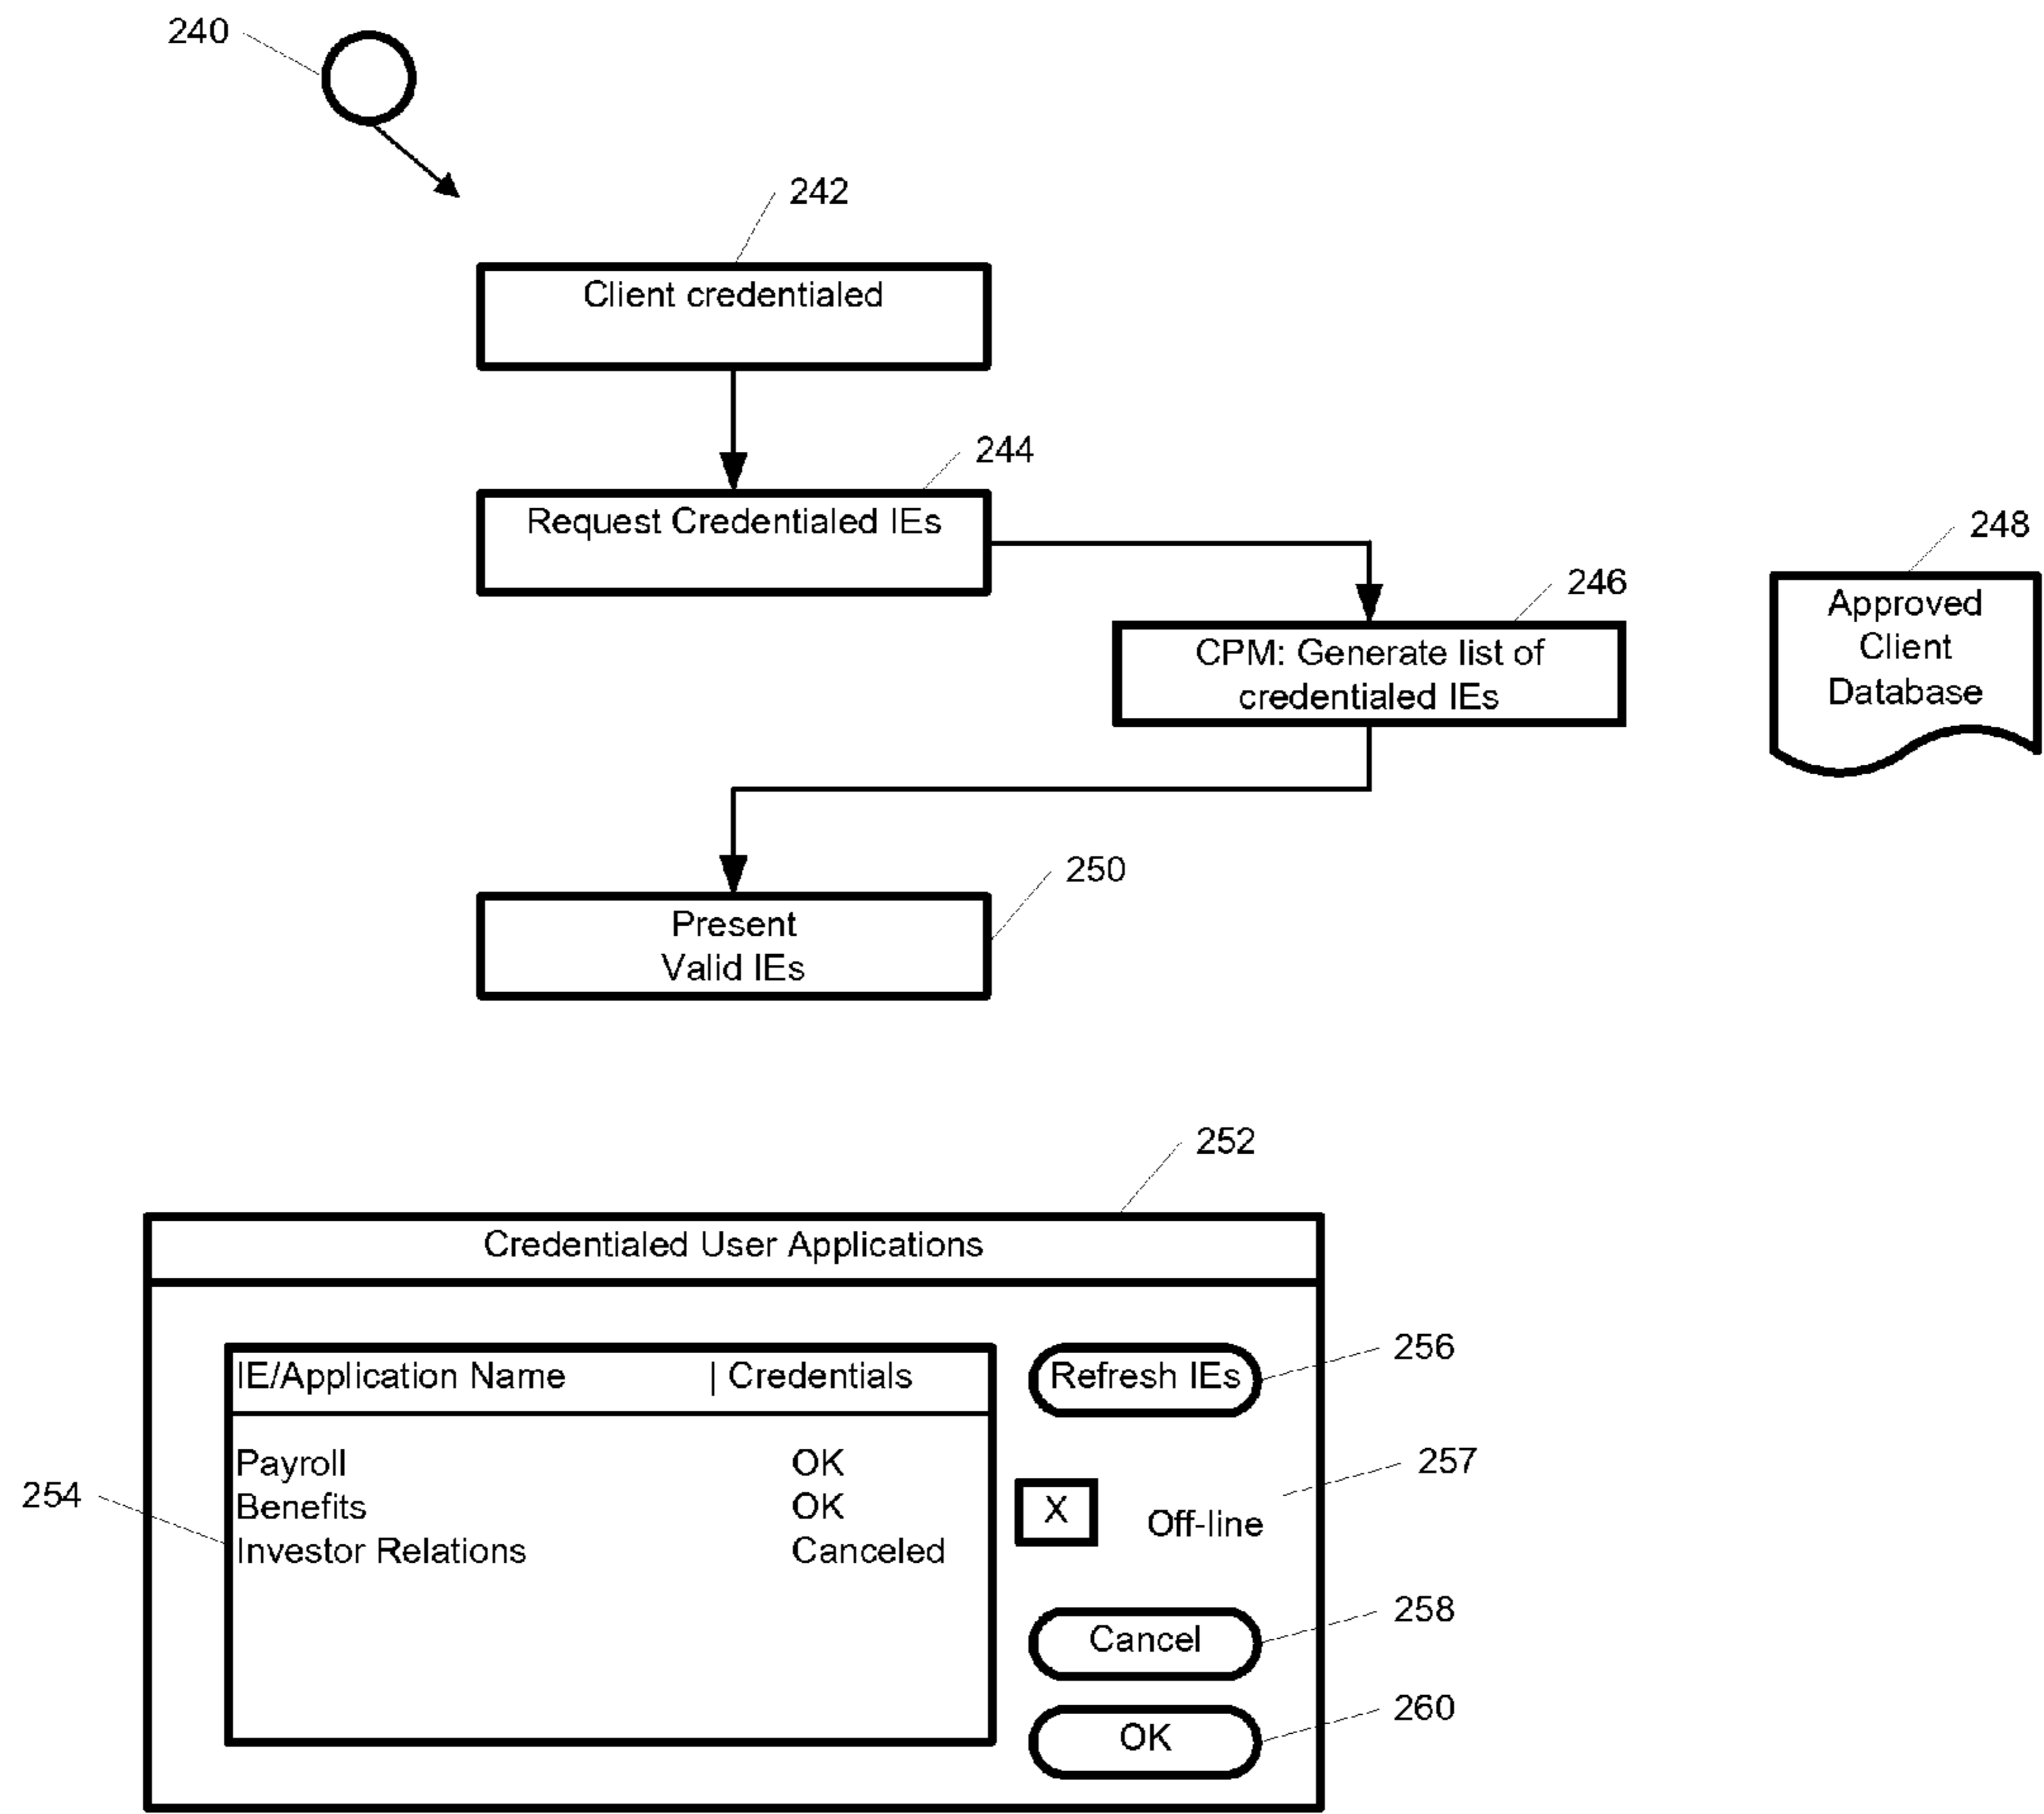 240
242
Client credentialed
244
Request Credentialed IEs
248
Approved
Client
Database
246
CPM: Generate list of
credentialed IEs
250
Present
Valid IEs
252
Credentialed User Applications
IE/Application Name | Credentials
Refresh IEs
256
Payroll OK
Benefits OK
Investor Relations Canceled
254
X Off-line
257
Cancel
258
OK
260